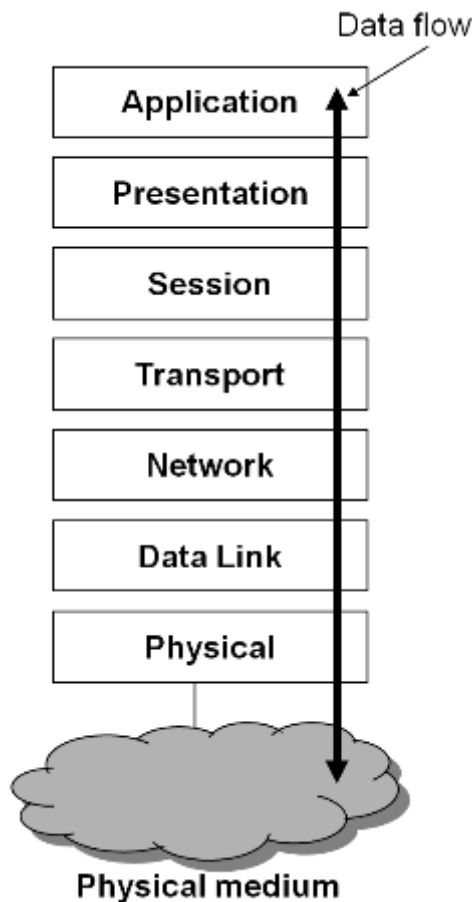 Data flow
Application
Presentation
Session
Transport
Network
Data Link
Physical
Physical medium